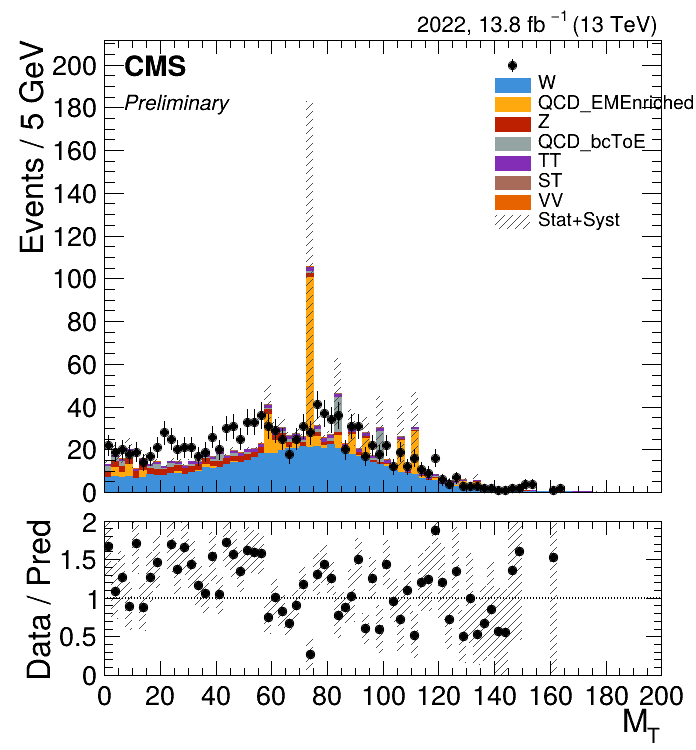 2022, 13.8 fb⁻¹ (13 TeV)
Events / 5 GeV
200
180
160
140
120
100
80
60
40
20
0
CMS
Preliminary
W
QCD_EMEnriched
Z
QCD_bcToE
TT
ST
VV
Stat+Syst
Data / Pred
2
1.5
1
0.5
0
0 20 40 60 80 100 120 140 160 180 200
M_T